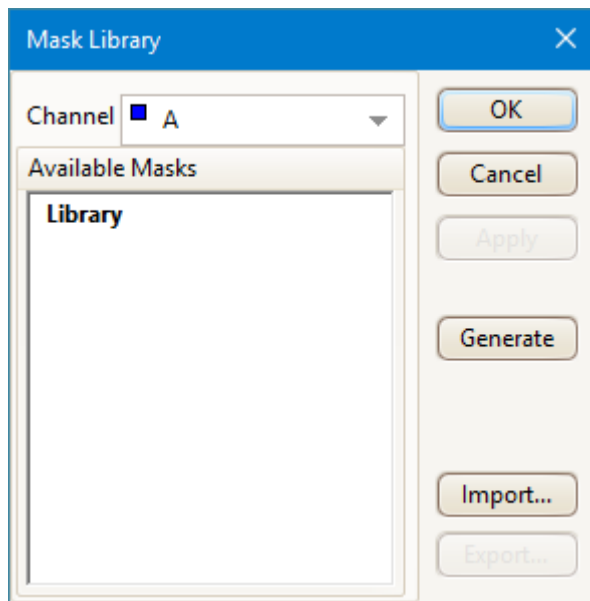 Mask Library
Channel A
OK
Available Masks
Cancel
Library
Apply
Generate
Import...
Export...